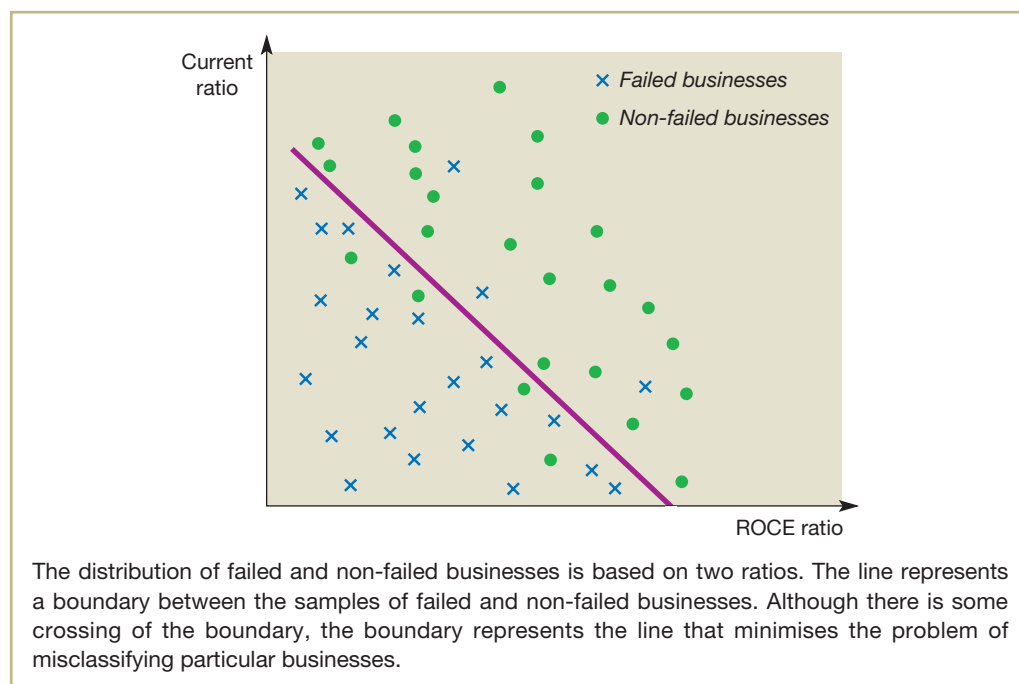 Current
ratio
Failed businesses
Non-failed businesses
ROCE ratio
The distribution of failed and non-failed businesses is based on two ratios. The line represents
a boundary between the samples of failed and non-failed businesses. Although there is some
crossing of the boundary, the boundary represents the line that minimises the problem of
misclassifying particular businesses.